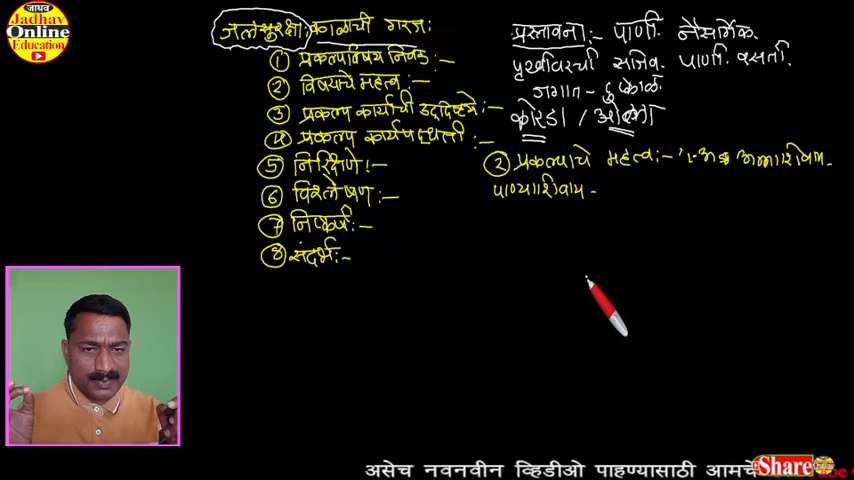 जाधव
Jadhav
Online
Education
जलसुरक्षा काळाची गरज:
① प्रकल्पविषय निवड :-
② विषयाचे महत्व :-
③ प्रकल्प कार्याची उद्दिष्ट्ये :-
④ प्रकल्प कार्यपद्धती :-
⑤ निरिक्षणे :-
⑥ विश्लेषण :-
⑦ निष्कर्ष :-
⑧ संदर्भ :-
प्रस्तावना :- पाणी नैसर्गिक
पृथ्वीवरची सजिव. पाणी वसती.
जगात - दुष्काळ
कोरडा / ओला
② प्रकल्पाचे महत्व :- अन्नाशिवाय
पाण्याशिवाय -
असेच नवनवीन व्हिडीओ पाहण्यासाठी आमचे
Share